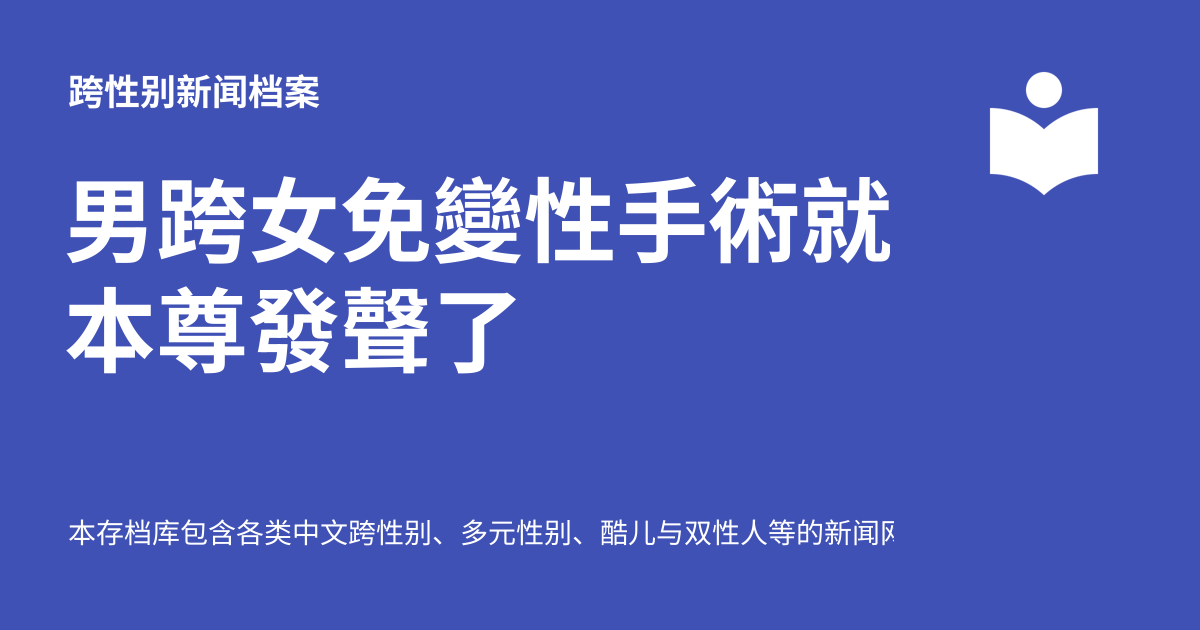 跨性别新闻档案
男跨女免變性手術就
本尊發聲了
本存档库包含各类中文跨性别、多元性别、酷儿与双性人等的新闻网